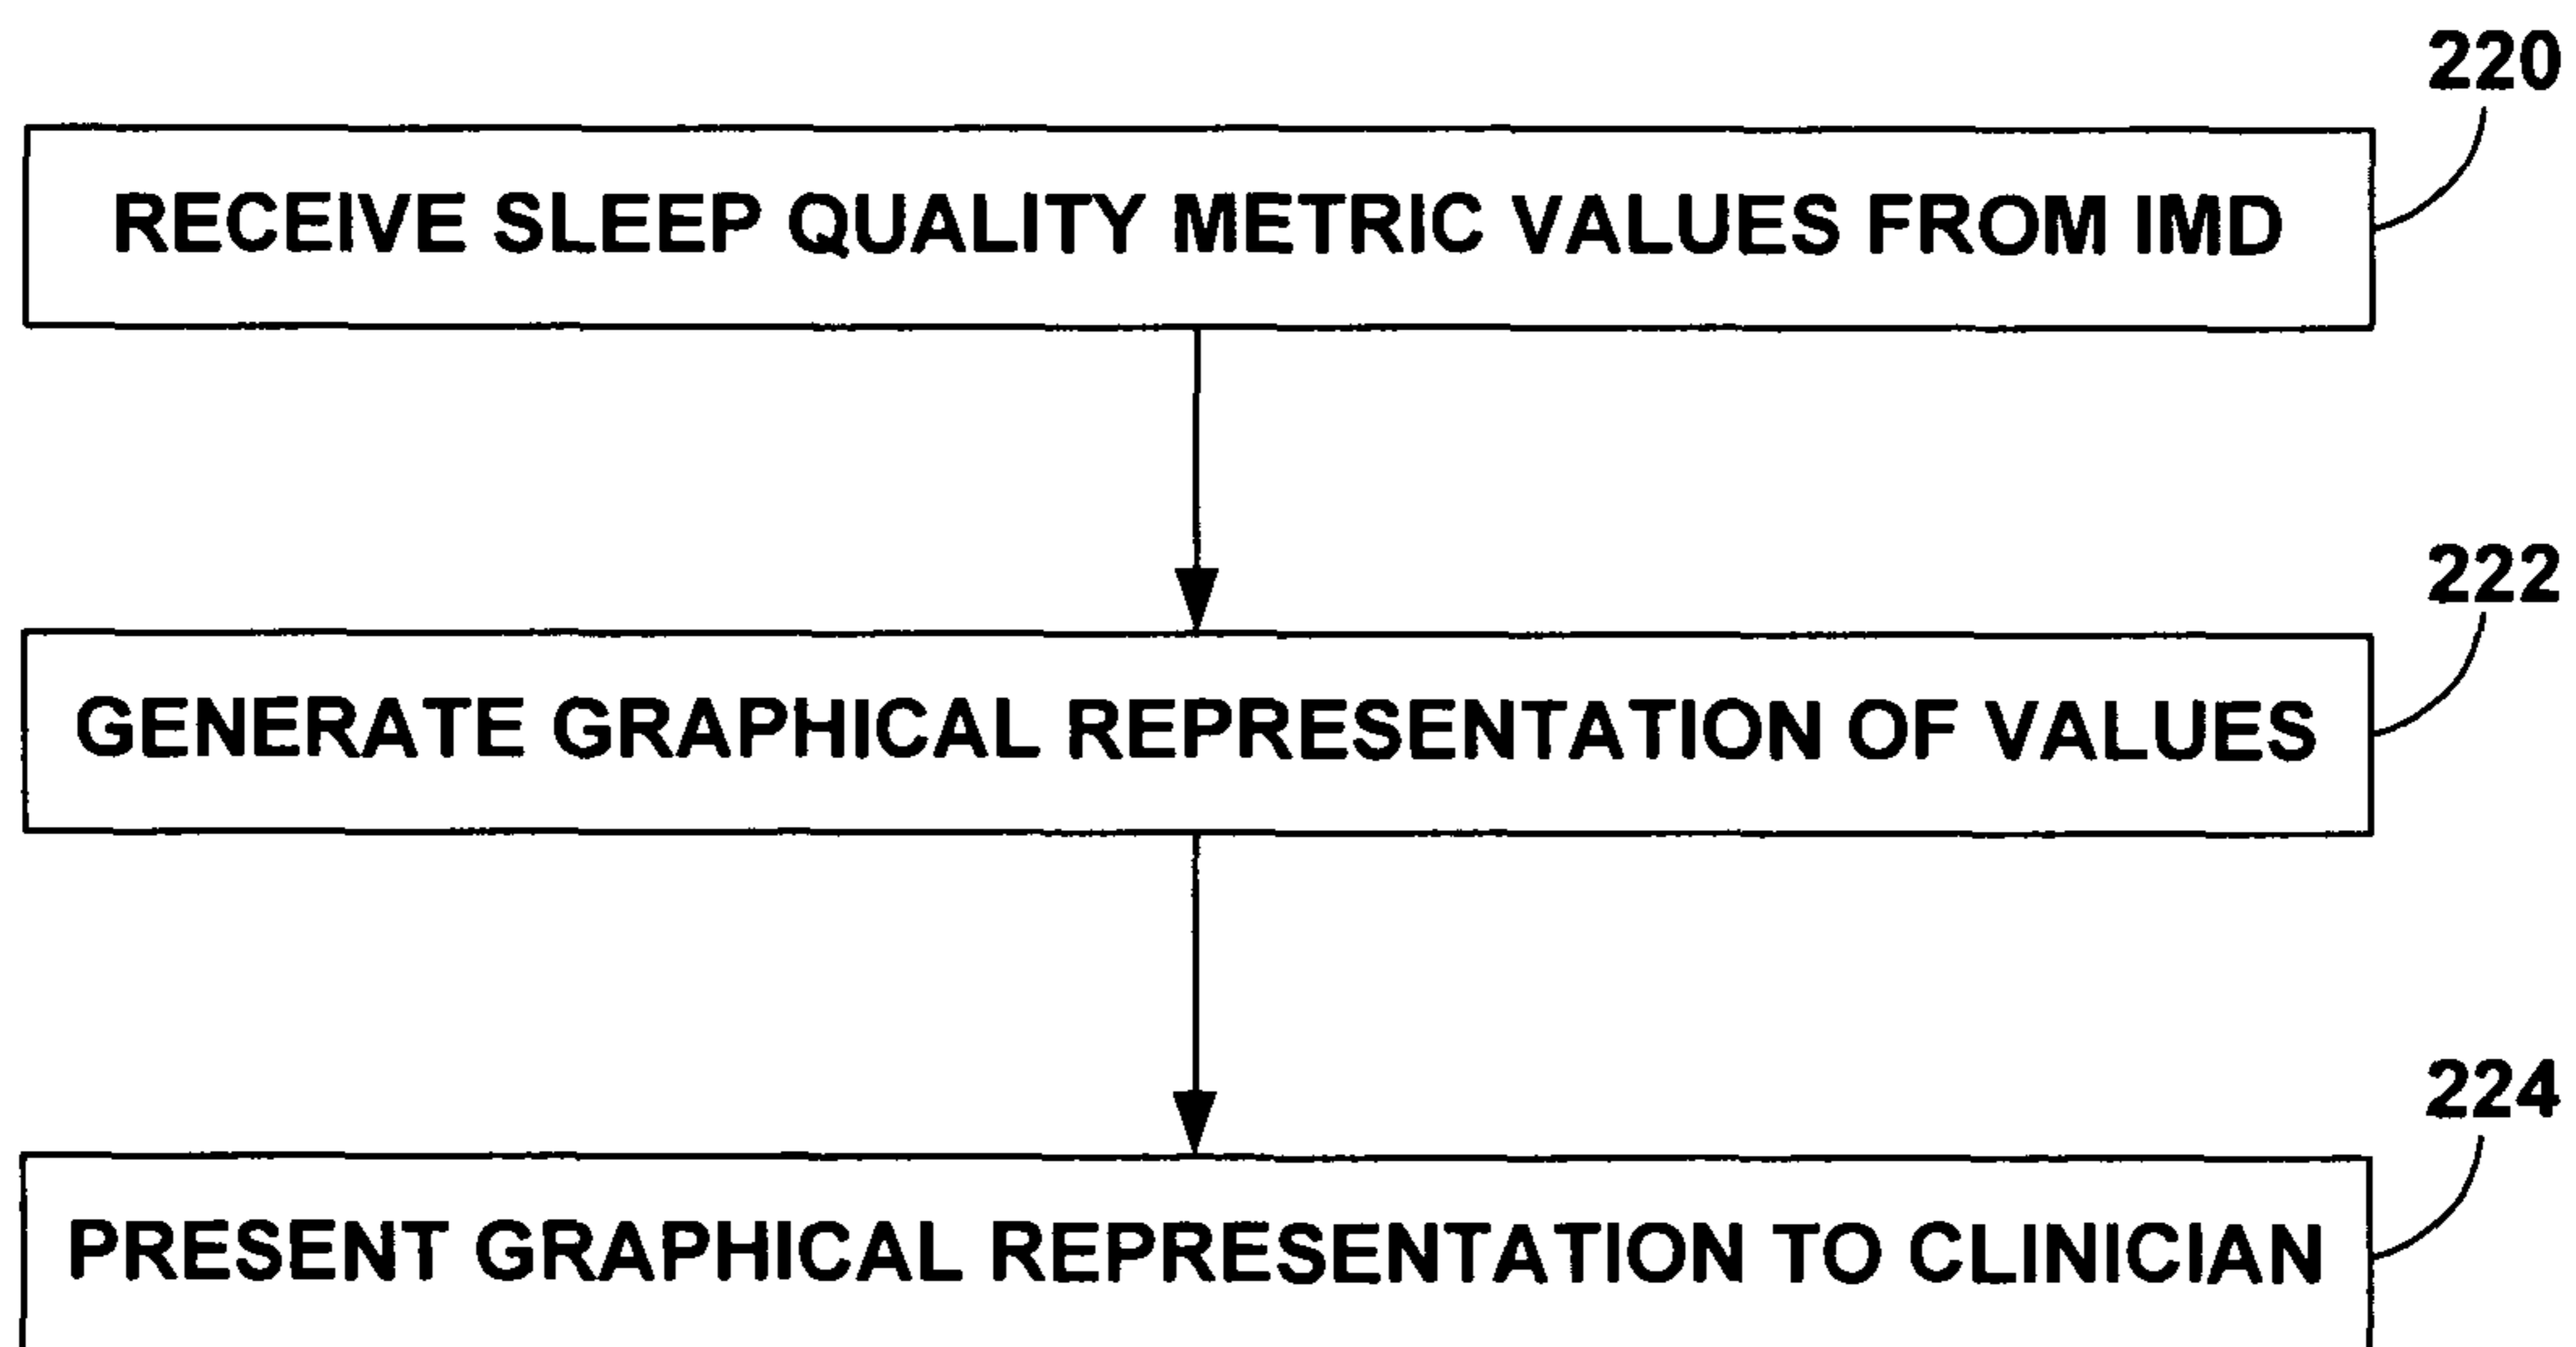 220
RECEIVE SLEEP QUALITY METRIC VALUES FROM IMD
222
GENERATE GRAPHICAL REPRESENTATION OF VALUES
224
PRESENT GRAPHICAL REPRESENTATION TO CLINICIAN